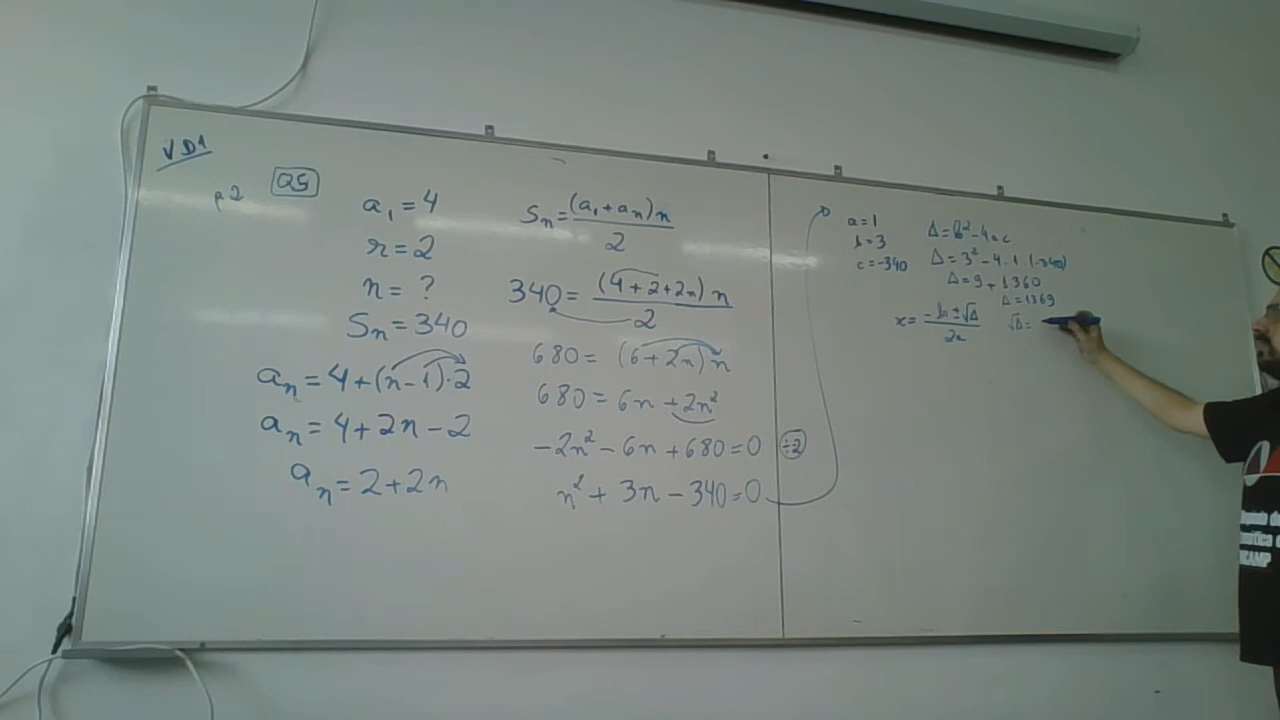 VD1
p.2 Q5
a₁ = 4
r = 2
n = ?
Sₙ = 340
aₙ = 4 + (n - 1)·2
aₙ = 4 + 2n - 2
aₙ = 2 + 2n
Sₙ = (a₁ + aₙ)n / 2
340 = (4 + 2 + 2n)n / 2
680 = (6 + 2n)n
680 = 6n + 2n²
-2n² - 6n + 680 = 0
n² + 3n - 340 = 0
a = 1
b = 3
c = -340
Δ = b² - 4ac
Δ = 3² - 4·1·(-340)
Δ = 9 + 1360
Δ = 1369
x = -b ± √Δ / 2a
√Δ =